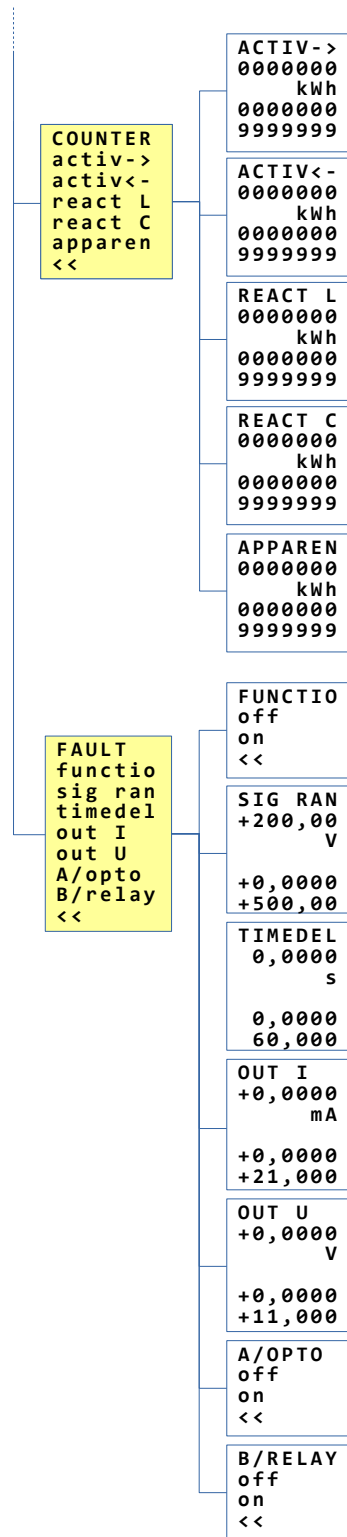 COUNTER
activ->
activ<-
react L
react C
apparen
<<
ACTIV->
0000000
kWh
0000000
9999999
ACTIV<-
0000000
kWh
0000000
9999999
REACT L
0000000
kWh
0000000
9999999
REACT C
0000000
kWh
0000000
9999999
APPAREN
0000000
kWh
0000000
9999999
FAULT
functio
sig ran
timedel
out I
out U
A/opto
B/relay
<<
FUNCTIO
off
on
<<
SIG RAN
+200,00
V
+0,0000
+500,00
TIMEDEL
0,0000
s
0,0000
60,000
OUT I
+0,0000
mA
+0,0000
+21,000
OUT U
+0,0000
V
+0,0000
+11,000
A/OPTO
off
on
<<
B/RELAY
off
on
<<